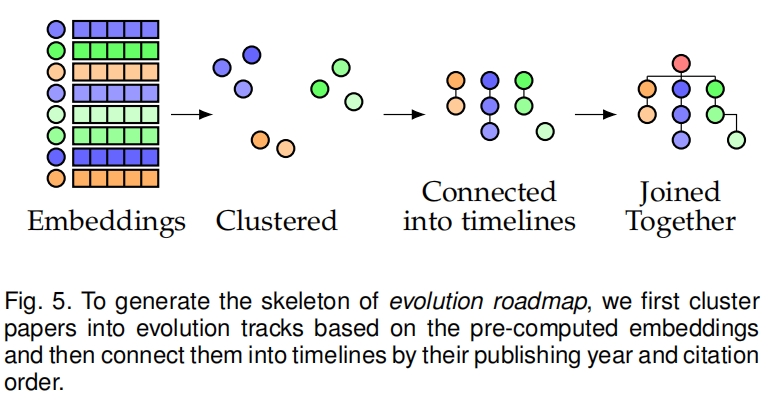 Embeddings
Clustered
Connected
into timelines
Joined
Together
Fig. 5. To generate the skeleton of evolution roadmap, we first cluster
papers into evolution tracks based on the pre-computed embeddings
and then connect them into timelines by their publishing year and citation
order.